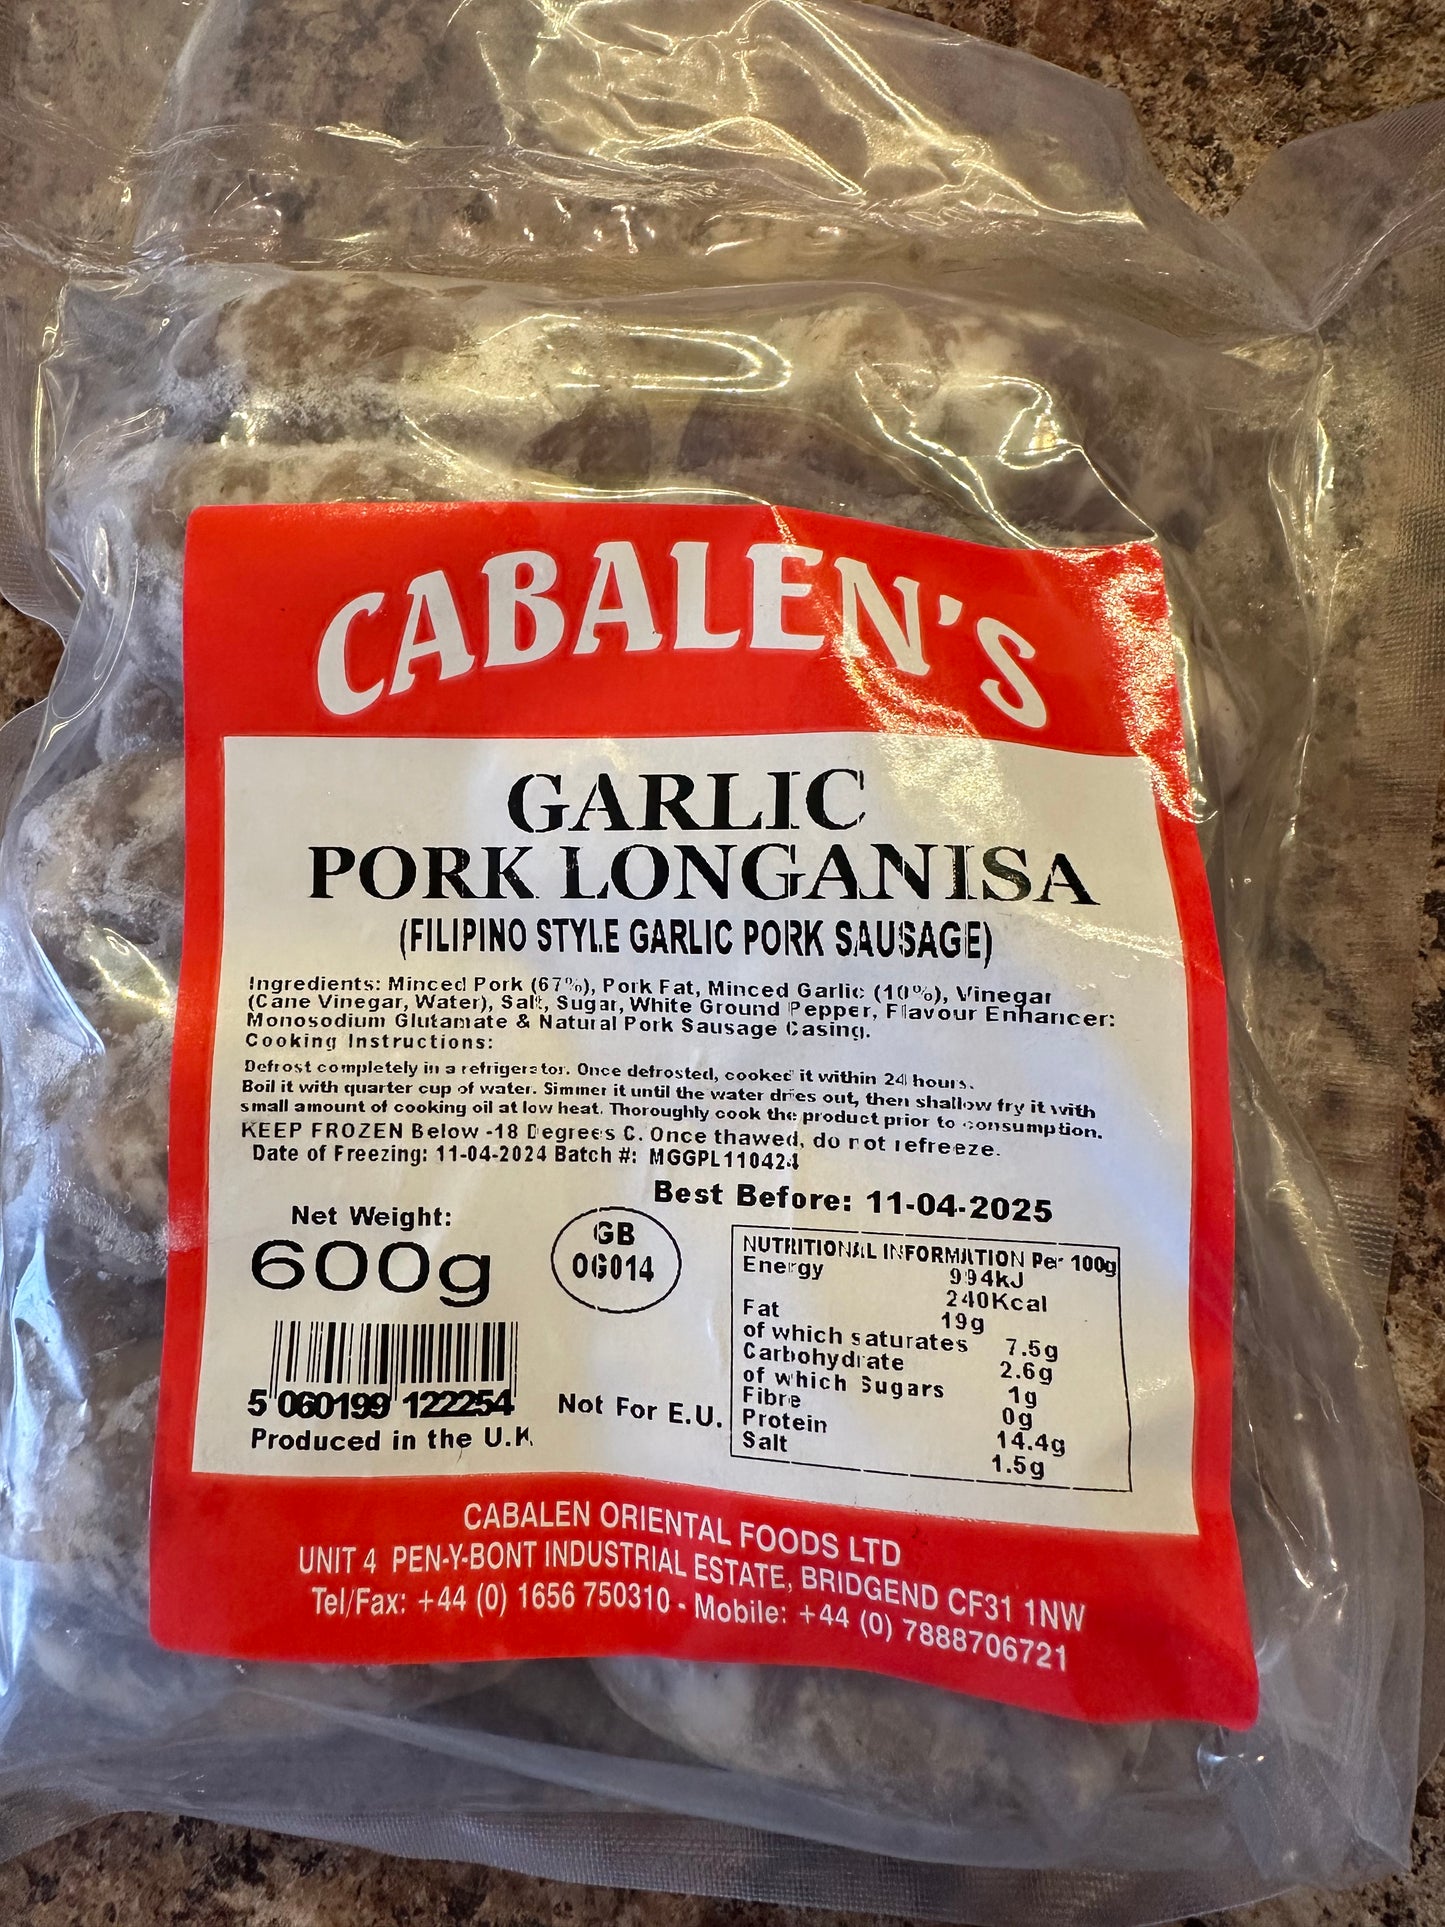 CABALEN'S
GARLIC
PORK LONGANISA
(FILIPINO STYLE GARLIC PORK SAUSAGE)
Ingredients: Minced Pork (67%), Pork Fat, Minced Garlic (10%), Vinegar
(Cane Vinegar, Water), Salt, Sugar, White Ground Pepper, Flavour Enhancer:
Monosodium Glutamate & Natural Pork Sausage Casing.
Cooking Instructions:
Defrost completely in a refrigerator. Once defrosted, cooked it within 24 hours.
Boil it with quarter cup of water. Simmer it until the water dries out, then shallow fry it with
small amount of cooking oil at low heat. Thoroughly cook the product prior to consumption.
KEEP FROZEN Below -18 Degrees C. Once thawed, do not refreeze.
Date of Freezing: 11-04-2024 Batch #: MGGPL110424
Best Before: 11-04-2025
Net Weight:
600g
GB
OG014
5 060199 122254
Produced in the U.K.
Not For E.U.
NUTRITIONAL INFORMATION Per 100g
Energy 994kJ
240Kcal
Fat 19g
of which saturates 7.5g
Carbohydrate 2.6g
of which Sugars 1g
Fibre 0g
Protein 14.4g
Salt 1.5g
CABALEN ORIENTAL FOODS LTD
UNIT 4 PEN-Y-BONT INDUSTRIAL ESTATE, BRIDGEND CF31 1NW
Tel/Fax: +44 (0) 1656 750310 - Mobile: +44 (0) 7888706721